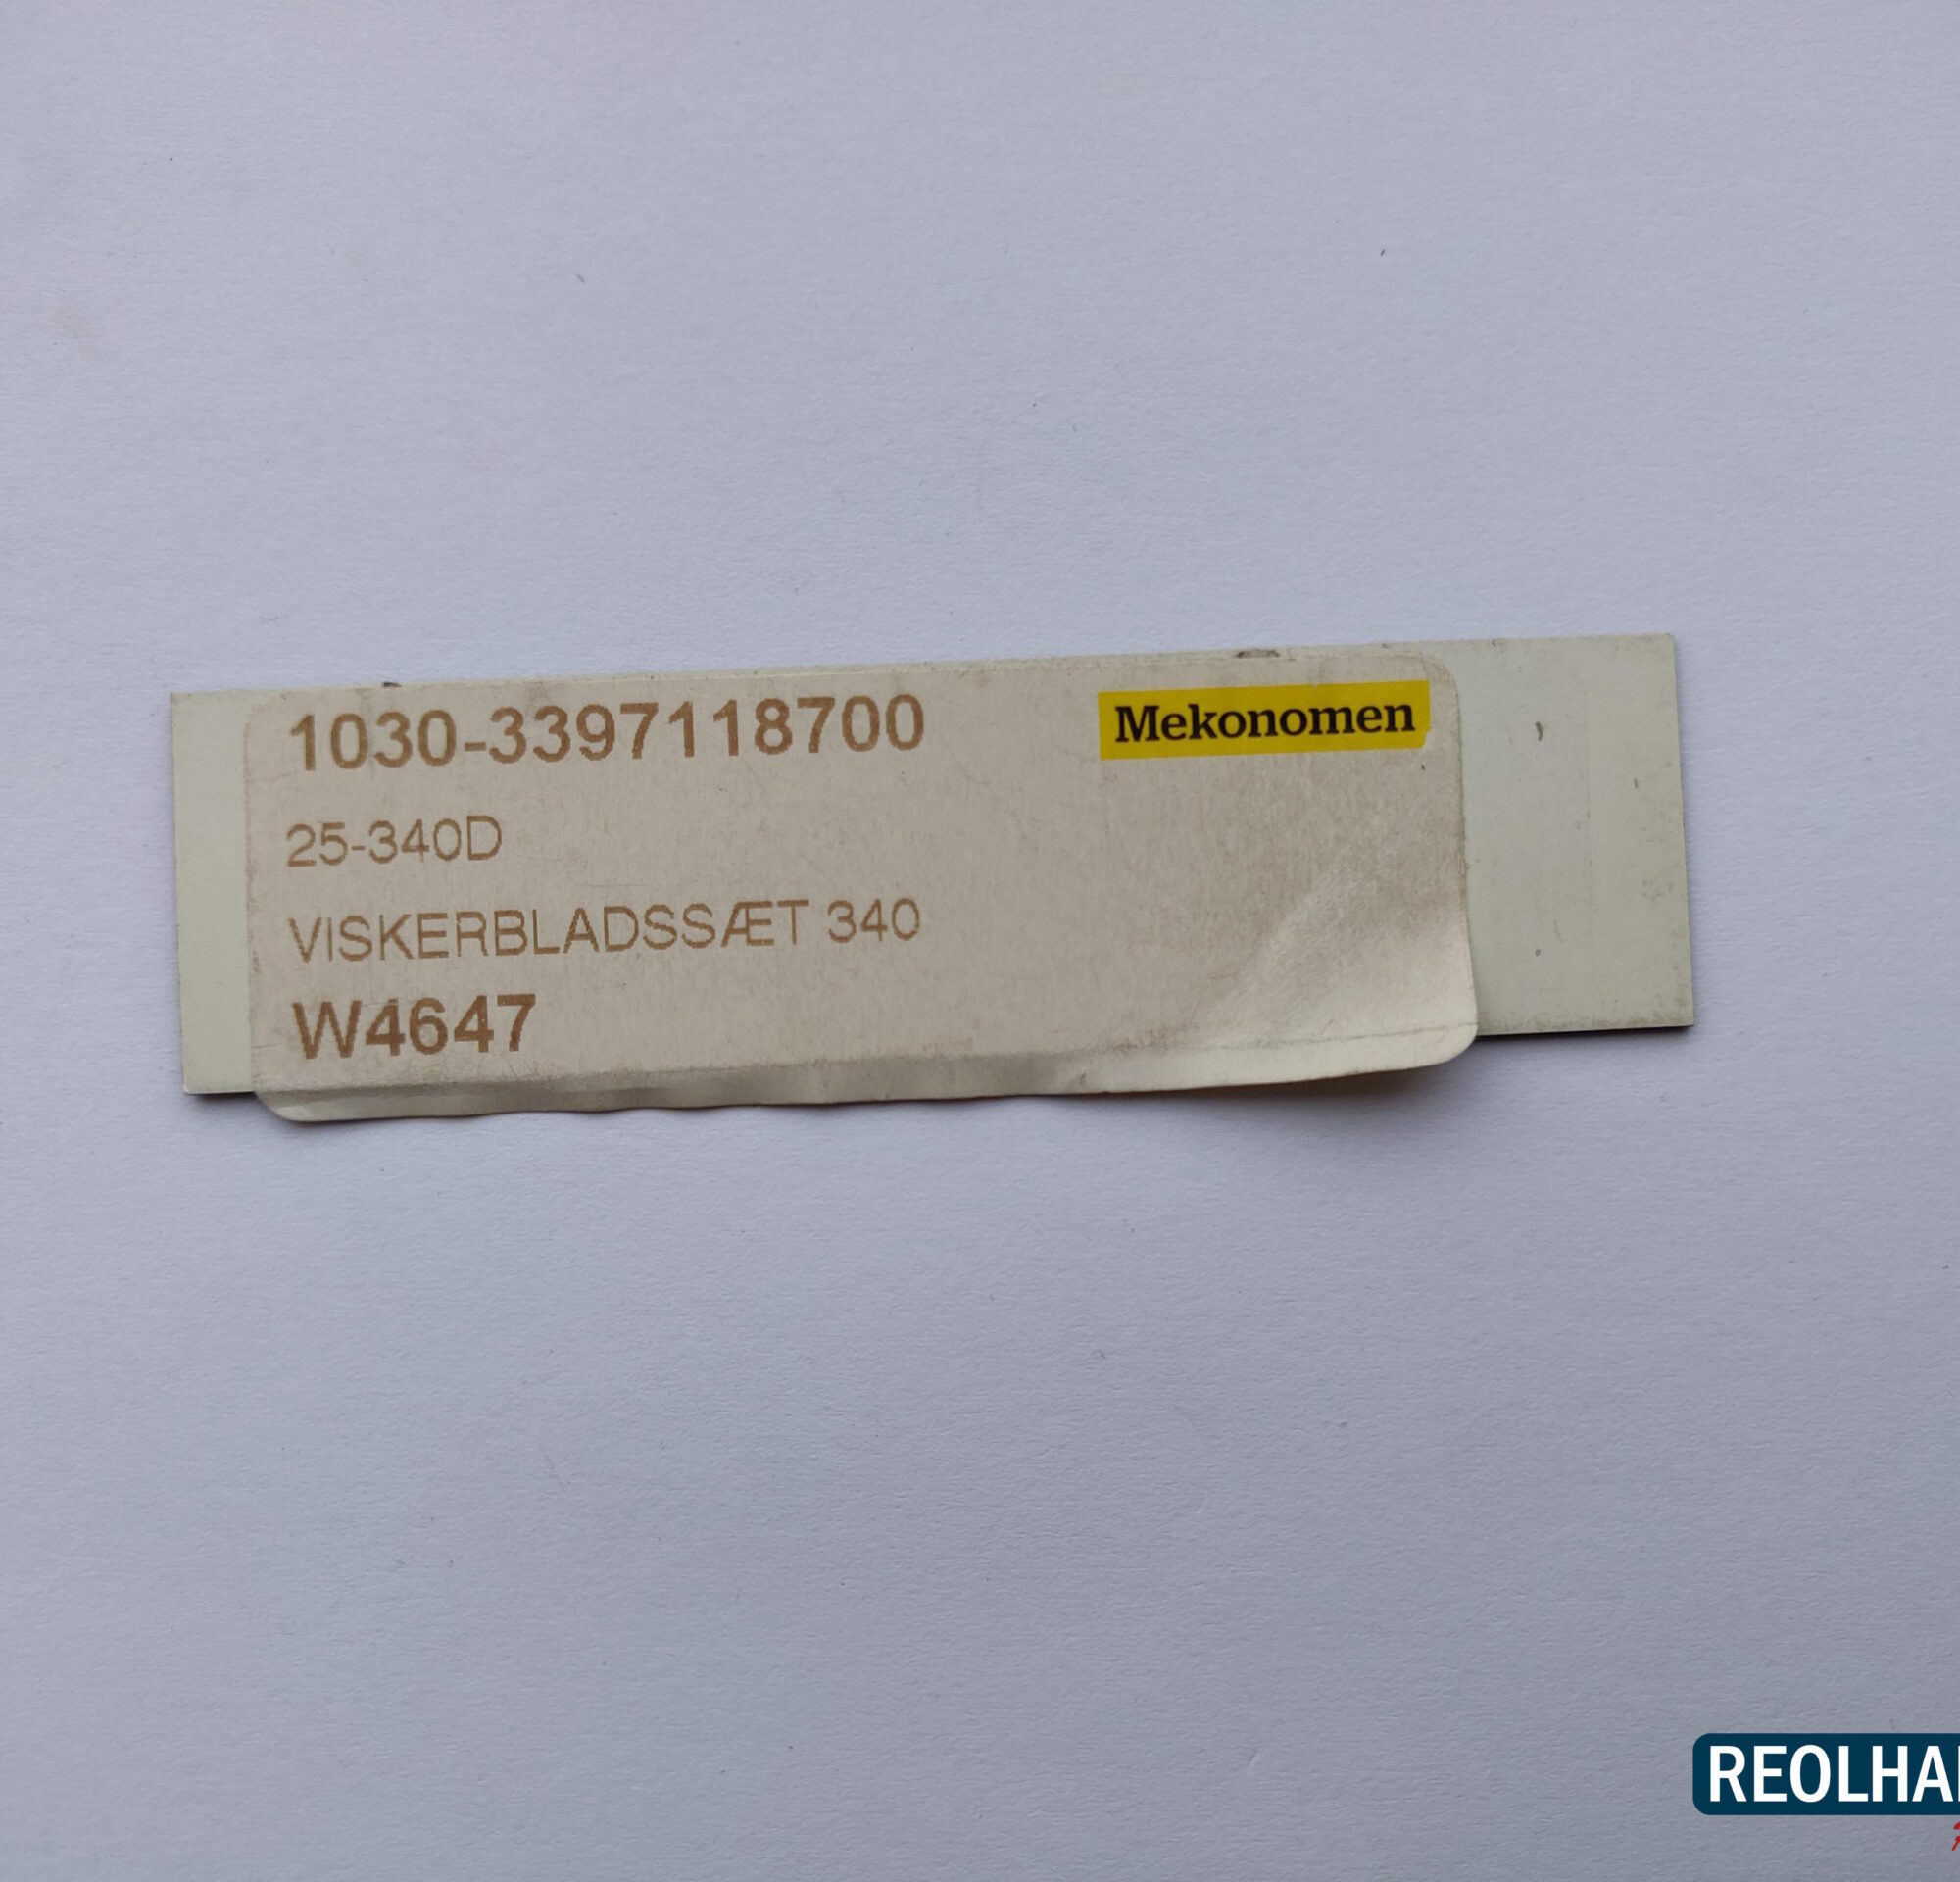 1030-3397118700
Mekonomen
25-340D
VISKERBLADSSÆT 340
W4647
REOLHA